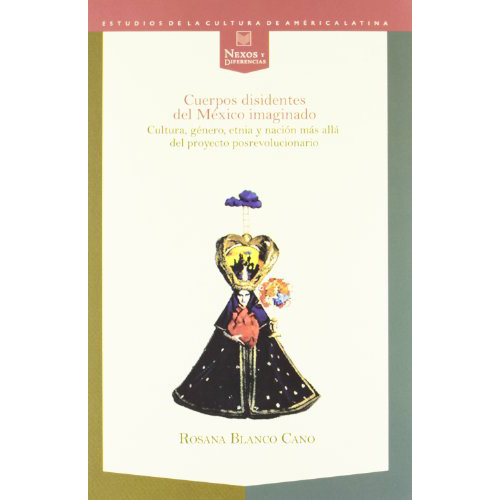 ESTUDIOS DE LA CULTURA DE AMÉRICA LATINA
NEXOS Y
DIFERENCIAS
Cuerpos disidentes
del México imaginado
Cultura, género, etnia y nación más allá
del proyecto posrevolucionario
ROSANA BLANCO CANO